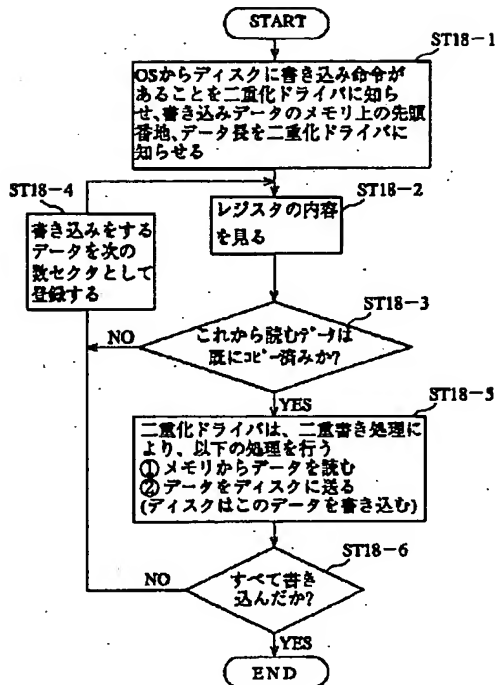 START
ST18-1
OSからディスクに書き込み命令が
あることを二重化ドライバに知ら
せ、書き込みデータのメモリ上の先頭
番地、データ長を二重化ドライバに
知らせる
ST18-4
ST18-2
書き込みをする
データを次の
数セクタとして
登録する
レジスタの内容
を見る
ST18-3
NO
これから読むデータは
既にコピー済みか?
YES
ST18-5
二重化ドライバは、二重書き処理に
より、以下の処理を行う
①メモリからデータを読む
②データをディスクに送る
(ディスクはこのデータを書き込む)
ST18-6
NO
すべて書き
込んだか?
YES
END